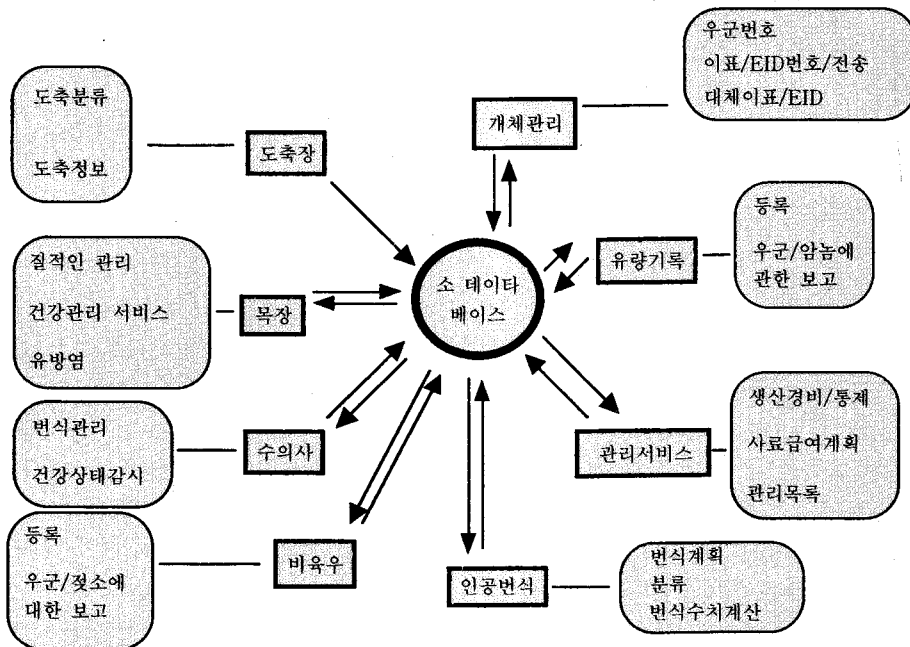 우군번호
이표/EID번호/전송
대체이표/EID
개체관리
도축분류
도축정보
도축장
등록
우군/암놈에
관한 보고
유량기록
질적인 관리
건강관리 서비스
유방염
목장
소 데이타
베이스
생산경비/통제
사료급여계획
관리목록
관리서비스
번식관리
건강상태감시
수의사
등록
우군/젖소에
대한 보고
비육우
인공번식
번식계획
분류
번식수치계산